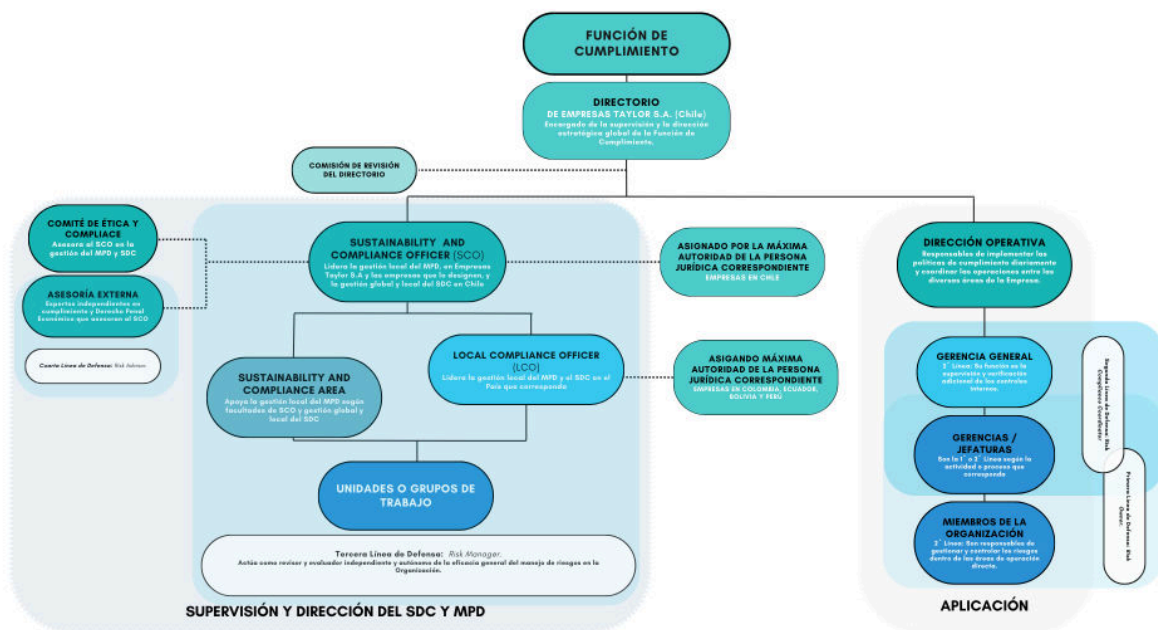 FUNCIÓN DE
CUMPLIMIENTO
DIRECTORIO
DE EMPRESAS TAYLOR S.A. (Chile)
Encargado de la supervisión y la dirección
estratégica global de la Función de
Cumplimiento.
COMISIÓN DE REVISIÓN
DEL DIRECTORIO
COMITÉ DE ÉTICA Y
COMPLIACE
Asesora al SCO en la
gestión del MPD y SDC
ASESORÍA EXTERNA
Expertos independientes en
cumplimiento y Derecho Penal
Económico que asesoran al SCO
Cuarta Línea de Defensa: Risk Advisor.
SUSTAINABILITY AND
COMPLIANCE OFFICER (SCO)
Lidera la gestión local del MPD, en Empresas
Taylor S.A y las empresas que lo designen, y
la gestión global y local del SDC en Chile
ASIGNADO POR LA MÁXIMA
AUTORIDAD DE LA PERSONA
JURÍDICA CORRESPONDIENTE
EMPRESAS EN CHILE
SUSTAINABILITY AND
COMPLIANCE AREA
Apoya la gestión local del MPD según
facultades de SCO y gestión global y
local del SDC
LOCAL COMPLIANCE OFFICER
(LCO)
Lidera la gestión local del MPD y el SDC en el
País que corresponda
ASIGANDO MÁXIMA
AUTORIDAD DE LA PERSONA
JURÍDICA CORRESPONDIENTE
EMPRESAS EN COLOMBIA, ECUADOR,
BOLIVIA Y PERÚ
UNIDADES O GRUPOS DE
TRABAJO
Tercera Línea de Defensa: Risk Manager.
Actúa como revisor y evaluador independiente y autónomo de la eficacia general del manejo de riesgos en la
Organización.
SUPERVISIÓN Y DIRECCIÓN DEL SDC Y MPD
DIRECCIÓN OPERATIVA
Responsables de implementar las
políticas de cumplimiento diariamente
y coordinar las operaciones entre las
diversas áreas de la Empresa.
GERENCIA GENERAL
2° Línea: Su función es la
supervisión y verificación
adicional de los controles
internos.
GERENCIAS /
JEFATURAS
Son la 1° o 2° Línea según la
actividad o proceso que
corresponda
MIEMBROS DE LA
ORGANIZACIÓN
Línea: Son responsables de
gestionar y controlar los riesgos
dentro de las áreas de operación
directa.
Segunda Línea de Defensa: Risk
Compliance Coordinator
Primera Línea de Defensa: Risk
Owner.
APLICACIÓN